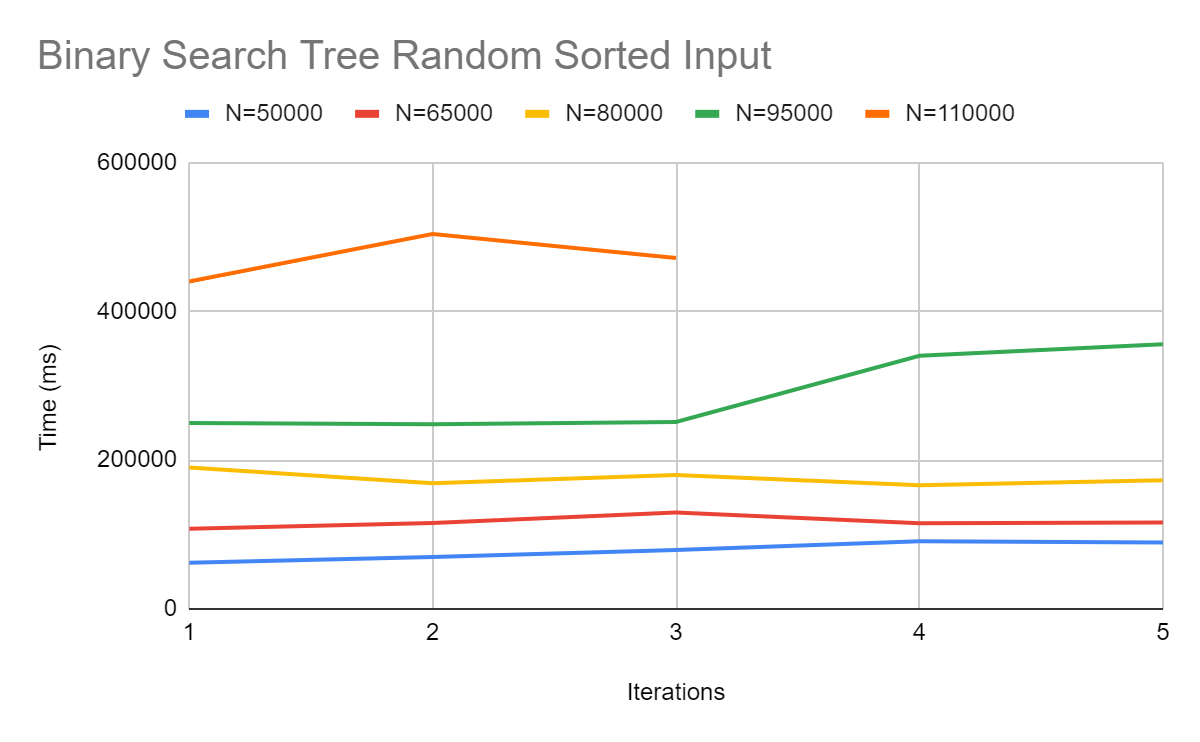 Binary Search Tree Random Sorted Input
N=50000 N=65000 N=80000 N=95000 N=110000
600000
400000
200000
0
Time (ms)
1 2 3 4 5
Iterations